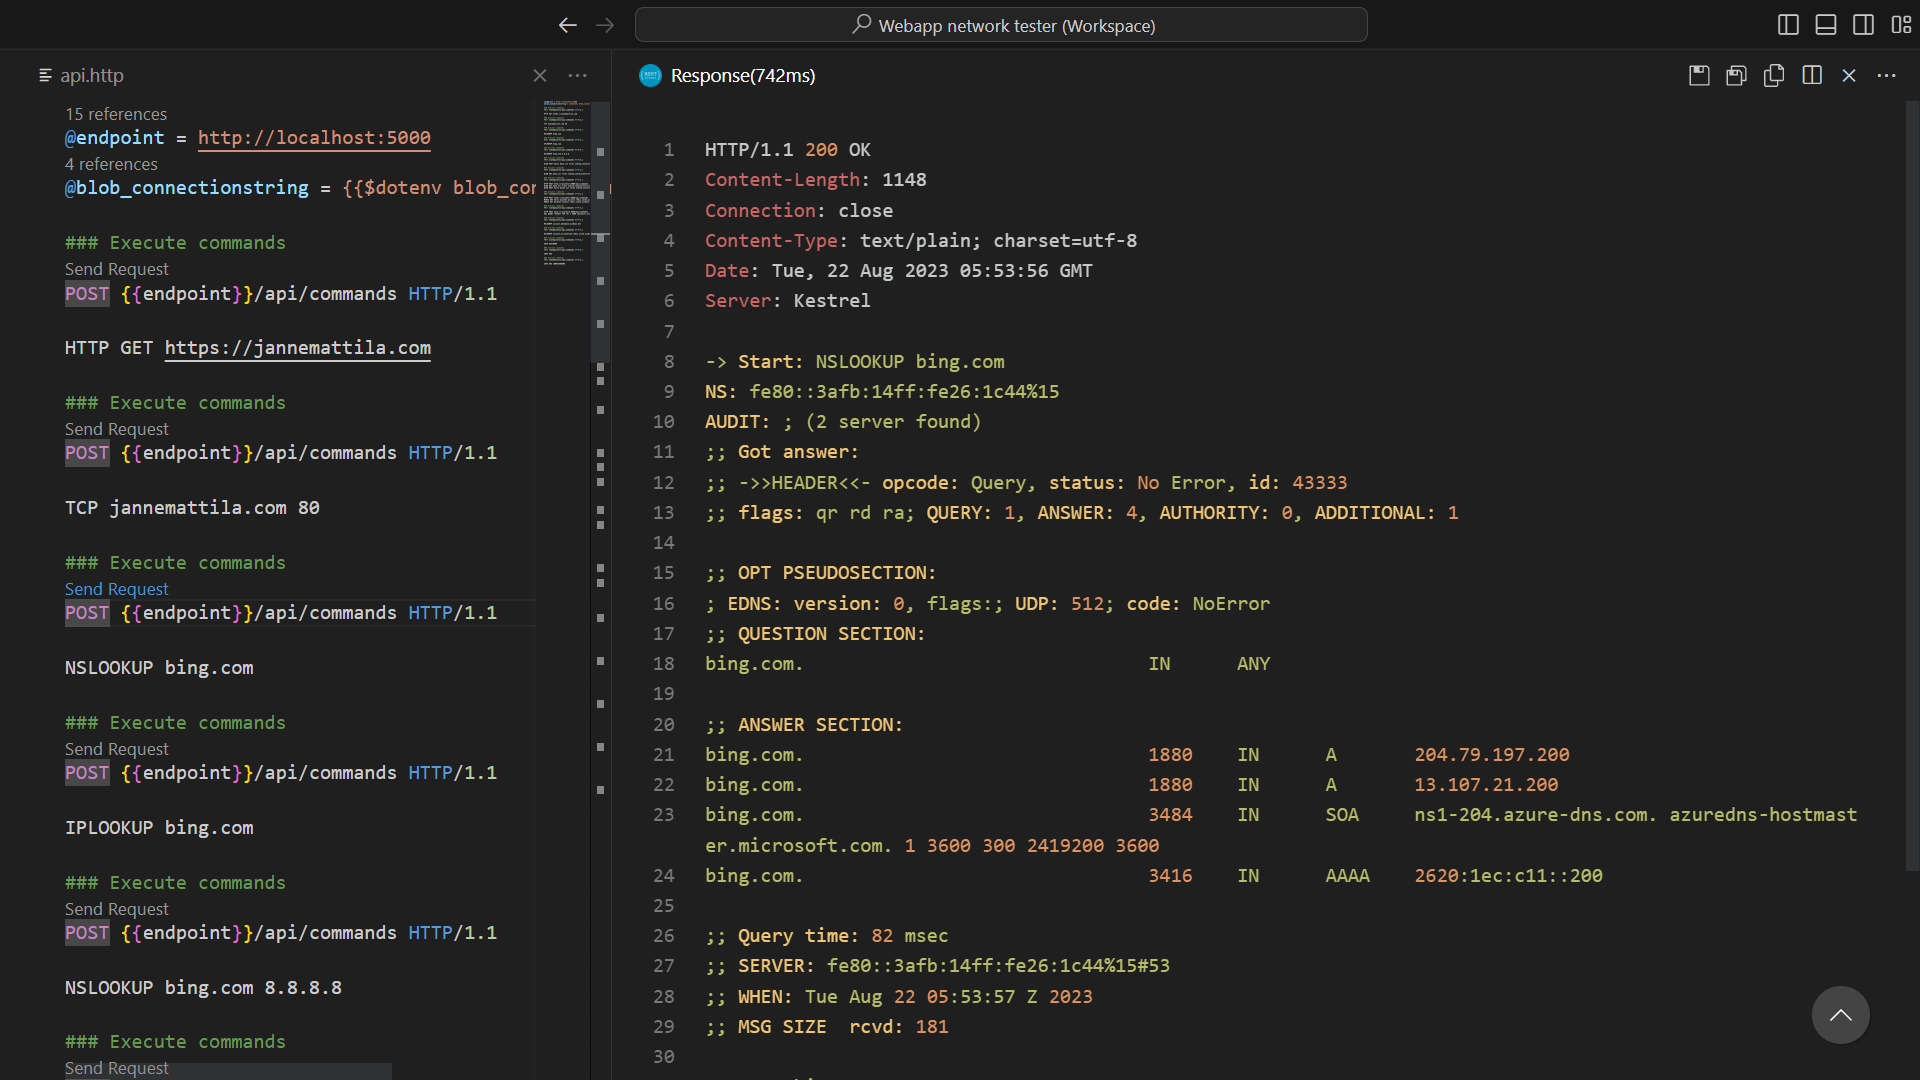 Webapp network tester (Workspace)
api.http
15 references
@endpoint = http://localhost:5000
4 references
@blob_connectionstring = {{$dotenv blob_cor
### Execute commands
Send Request
POST {{endpoint}}/api/commands HTTP/1.1
HTTP GET https://jannemattila.com
### Execute commands
Send Request
POST {{endpoint}}/api/commands HTTP/1.1
TCP jannemattila.com 80
### Execute commands
Send Request
POST {{endpoint}}/api/commands HTTP/1.1
NSLOOKUP bing.com
### Execute commands
Send Request
POST {{endpoint}}/api/commands HTTP/1.1
IPLOOKUP bing.com
### Execute commands
Send Request
POST {{endpoint}}/api/commands HTTP/1.1
NSLOOKUP bing.com 8.8.8.8
### Execute commands
Send Request
Response(742ms)
1 HTTP/1.1 200 OK
2 Content-Length: 1148
3 Connection: close
4 Content-Type: text/plain; charset=utf-8
5 Date: Tue, 22 Aug 2023 05:53:56 GMT
6 Server: Kestrel
7
8 -> Start: NSLOOKUP bing.com
9 NS: fe80::3afb:14ff:fe26:1c44%15
10 AUDIT: ; (2 server found)
11 ;; Got answer:
12 ;; ->>HEADER<<- opcode: Query, status: No Error, id: 43333
13 ;; flags: qr rd ra; QUERY: 1, ANSWER: 4, AUTHORITY: 0, ADDITIONAL: 1
14
15 ;; OPT PSEUDOSECTION:
16 ; EDNS: version: 0, flags:; UDP: 512; code: NoError
17 ;; QUESTION SECTION:
18 bing.com. IN ANY
19
20 ;; ANSWER SECTION:
21 bing.com. 1880 IN A 204.79.197.200
22 bing.com. 1880 IN A 13.107.21.200
23 bing.com. 3484 IN SOA ns1-204.azure-dns.com. azuredns-hostmast
er.microsoft.com. 1 3600 300 2419200 3600
24 bing.com. 3416 IN AAAA 2620:1ec:c11::200
25
26 ;; Query time: 82 msec
27 ;; SERVER: fe80::3afb:14ff:fe26:1c44%15#53
28 ;; WHEN: Tue Aug 22 05:53:57 Z 2023
29 ;; MSG SIZE  rcvd: 181
30